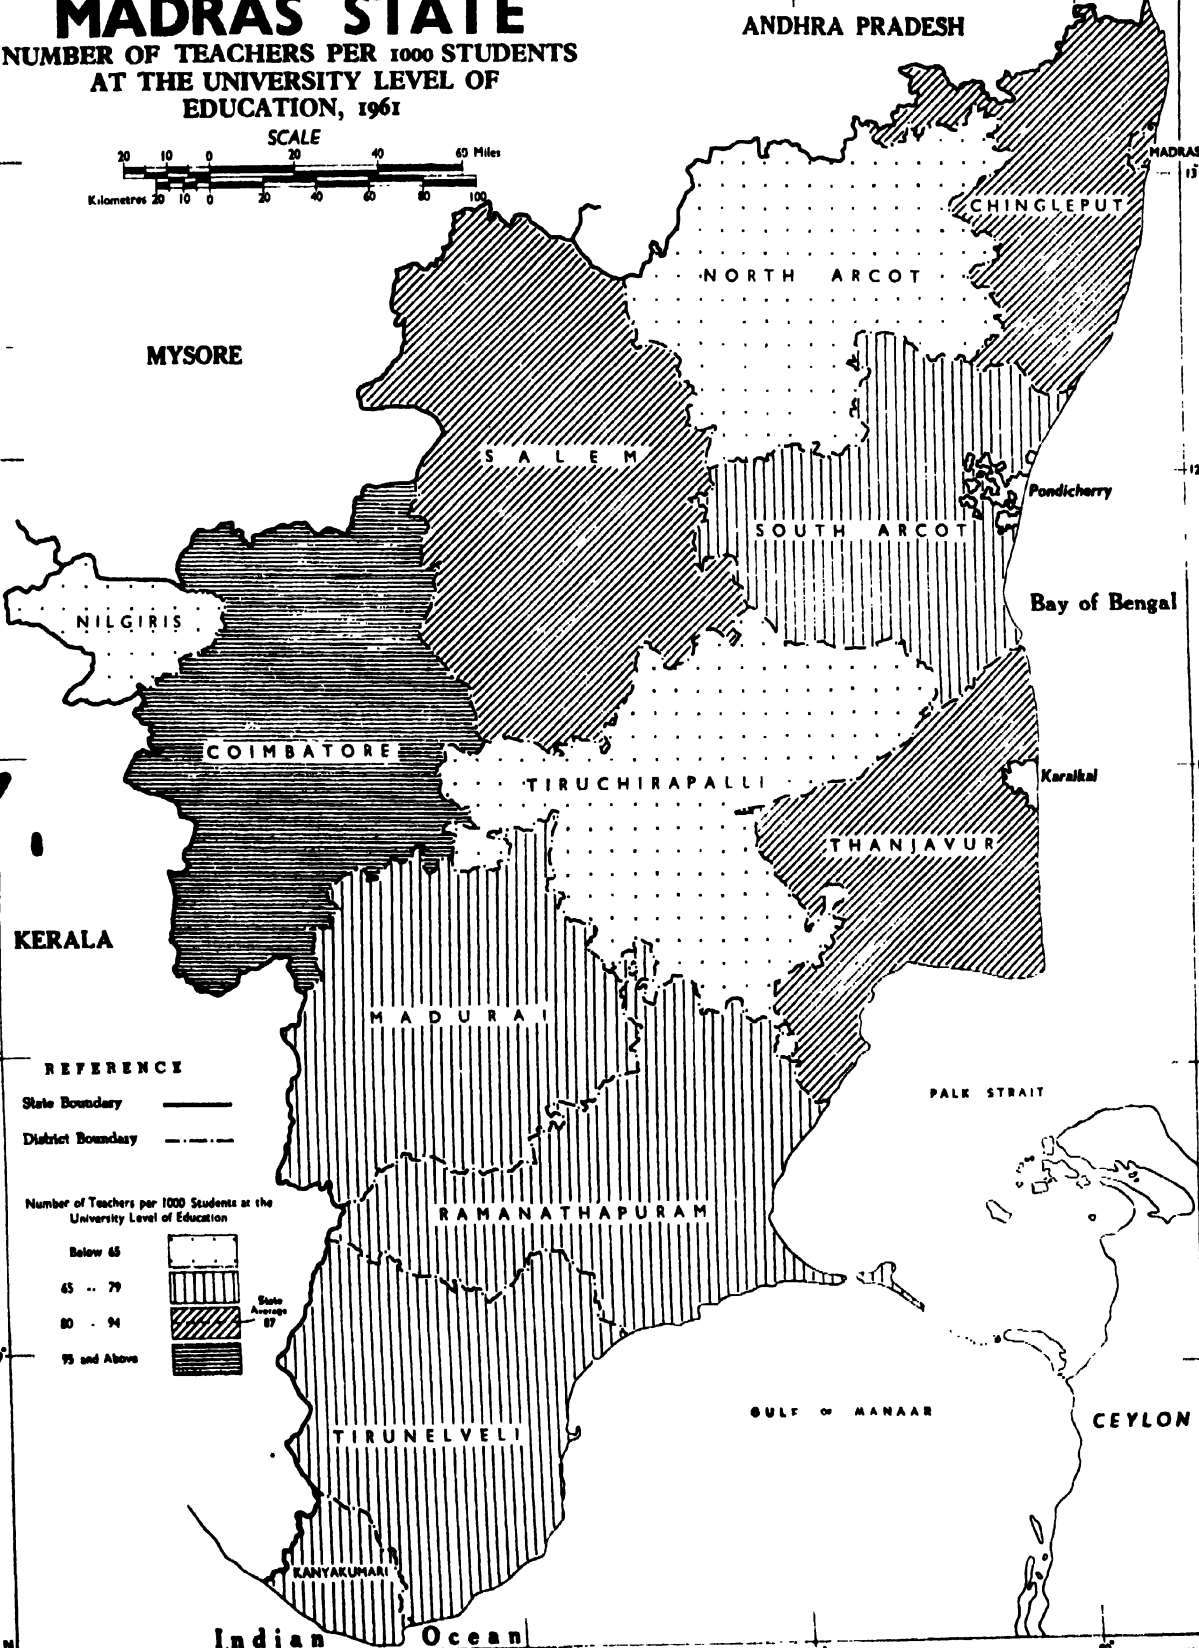 MADRAS STATE
NUMBER OF TEACHERS PER 1000 STUDENTS
AT THE UNIVERSITY LEVEL OF
EDUCATION, 1961
SCALE
20 10 0 20 40 60 Miles
Kilometres 20 10 0 20 40 60 80 100
ANDHRA PRADESH
MADRAS
13
CHINGLEPUT
NORTH ARCOT
MYSORE
SALEM
12
Pondicherry
SOUTH ARCOT
Bay of Bengal
NILGIRIS
COIMBATORE
TIRUCHIRAPALLI
Karaikal
THANJAVUR
KERALA
MADURAI
REFERENCE
State Boundary
District Boundary
PALK STRAIT
Number of Teachers per 1000 Students at the
University Level of Education
Below 65
65 .. 79
80 - 94
State
Average
87
95 and Above
RAMANATHAPURAM
GULF OF MANAAR
CEYLON
TIRUNELVELI
KANYAKUMARI
Indian Ocean